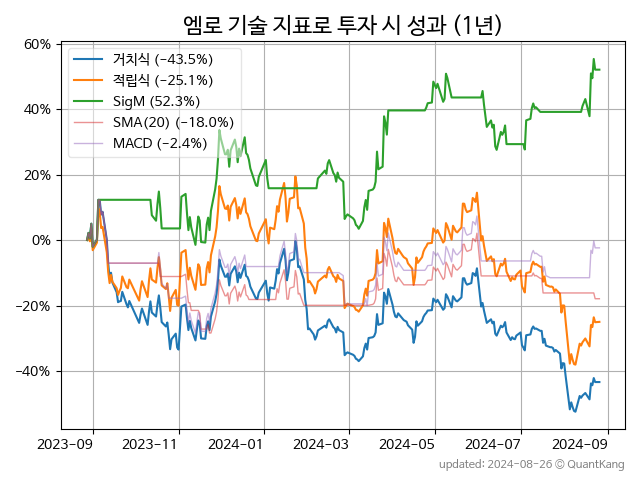 엠로 기술 지표로 투자 시 성과 (1년)
60%
40%
20%
0%
−20%
−40%
거치식 (−43.5%)
적립식 (−25.1%)
SigM (52.3%)
SMA(20) (−18.0%)
MACD (−2.4%)
2023-09 2023-11 2024-01 2024-03 2024-05 2024-07 2024-09
updated: 2024-08-26 © QuantKang